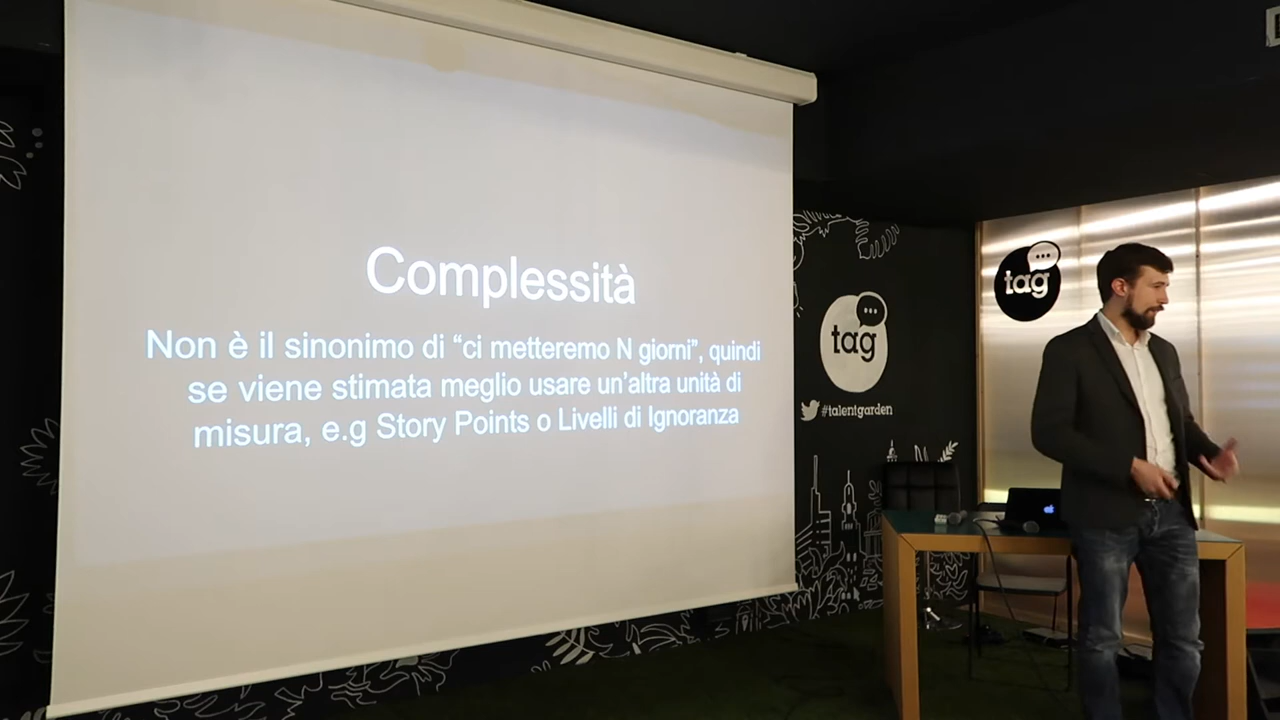 Complessità
Non è il sinonimo di “ci metteremo N giorni”, quindi
se viene stimata meglio usare un’altra unità di
misura, e.g Story Points o Livelli di Ignoranza
tag
tag
#talentgarden